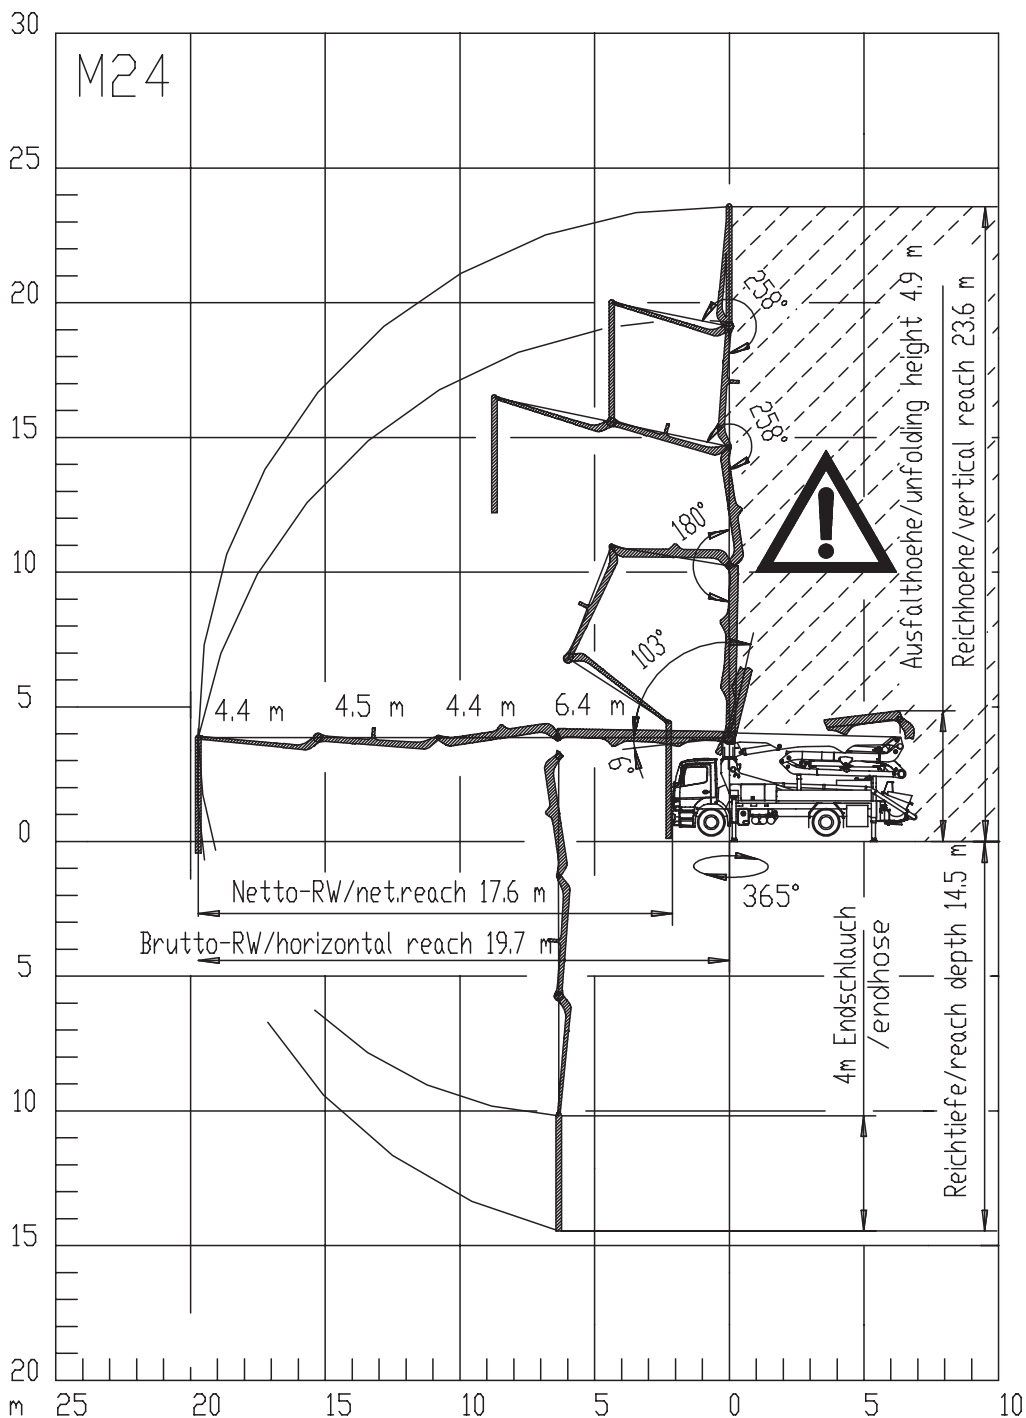 30
M24
25
20
15
10
5
0
5
10
15
20
m
25
20
15
10
5
0
5
10
258°
258°
180°
103°
6°
4.4 m
4.5 m
4.4 m
6.4 m
Ausfalthoehe/unfolding height 4.9 m
Reichhoehe/vertical reach 23.6 m
Netto-RW/net.reach 17.6 m
365°
Brutto-RW/horizontal reach 19.7 m
4m Endschlauch
/endhose
Reichtiefe/reach depth 14.5 m